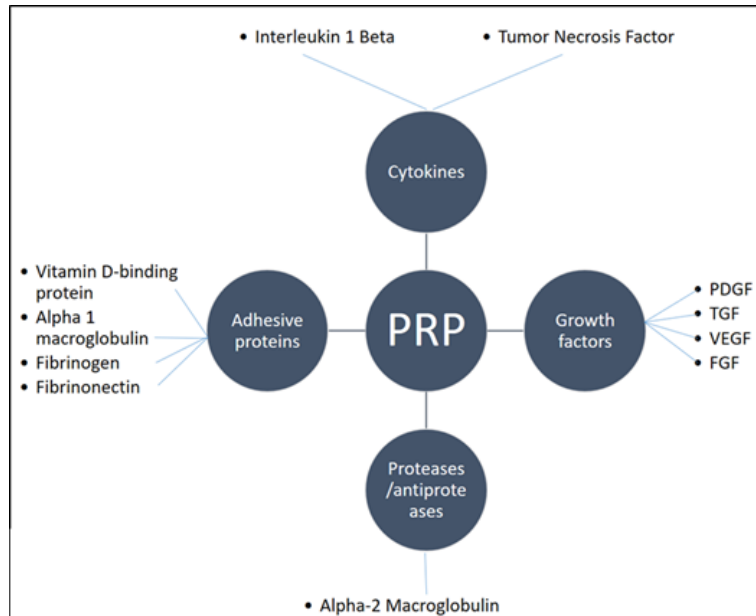 • Interleukin 1 Beta
• Tumor Necrosis Factor
Cytokines
• Vitamin D-binding
protein
• Alpha 1
macroglobulin
• Fibrinogen
• Fibrinonectin
Adhesive
proteins
PRP
Growth
factors
• PDGF
• TGF
• VEGF
• FGF
Proteases
/antiprote
ases
• Alpha-2 Macroglobulin